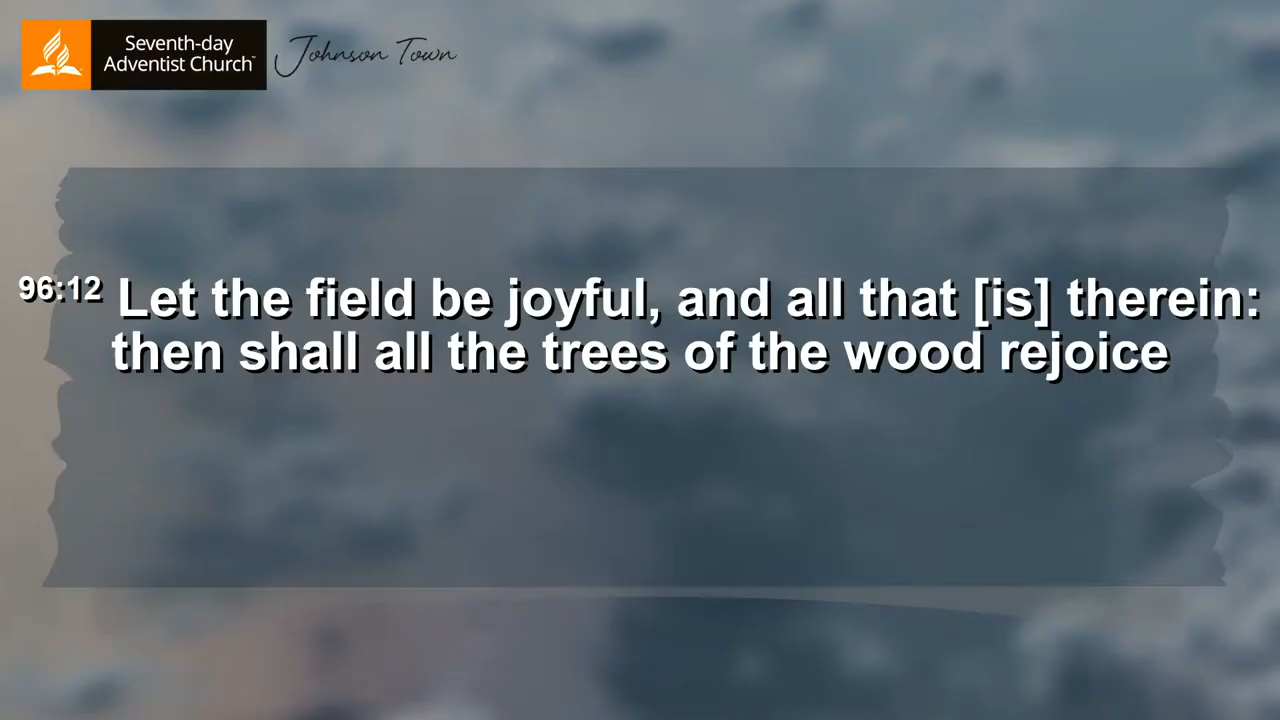 Seventh-day
Adventist Church™
Johnson Town
96:12 Let the field be joyful, and all that [is] therein:
then shall all the trees of the wood rejoice